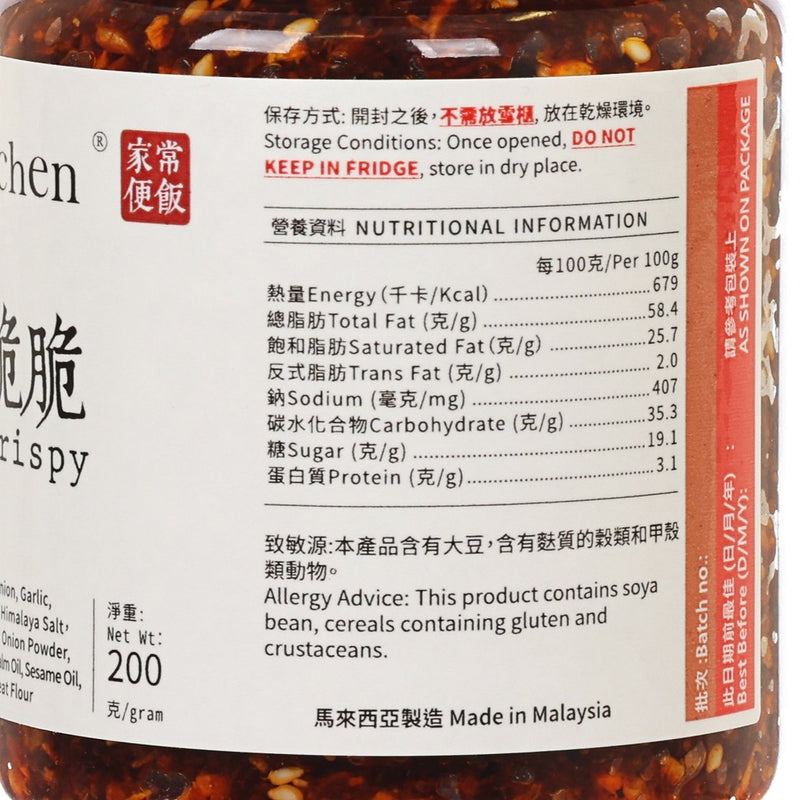 chen ®
家常
便飯
脆脆
rispy
nion, Garlic,
Himalaya Salt,
Onion Powder,
lm Oil, Sesame Oil,
eat Flour
淨重:
Net Wt:
200
克/gram
保存方式: 開封之後，不需放雪櫃, 放在乾燥環境。
Storage Conditions: Once opened, DO NOT
KEEP IN FRIDGE, store in dry place.
營養資料 NUTRITIONAL INFORMATION
每100克/Per 100g
熱量Energy (千卡/Kcal) 679
總脂肪Total Fat (克/g) 58.4
飽和脂肪Saturated Fat (克/g) 25.7
反式脂肪Trans Fat (克/g) 2.0
鈉Sodium (毫克/mg) 407
碳水化合物Carbohydrate (克/g) 35.3
糖Sugar (克/g) 19.1
蛋白質Protein (克/g) 3.1
致敏源:本產品含有大豆，含有麩質的穀類和甲殼
類動物。
Allergy Advice: This product contains soya
bean, cereals containing gluten and
crustaceans.
馬來西亞製造 Made in Malaysia
批次 :Batch no.:
此日期前最佳 (日/月/年) : 請參考包裝上
Best Before (D/M/Y): AS SHOWN ON PACKAGE